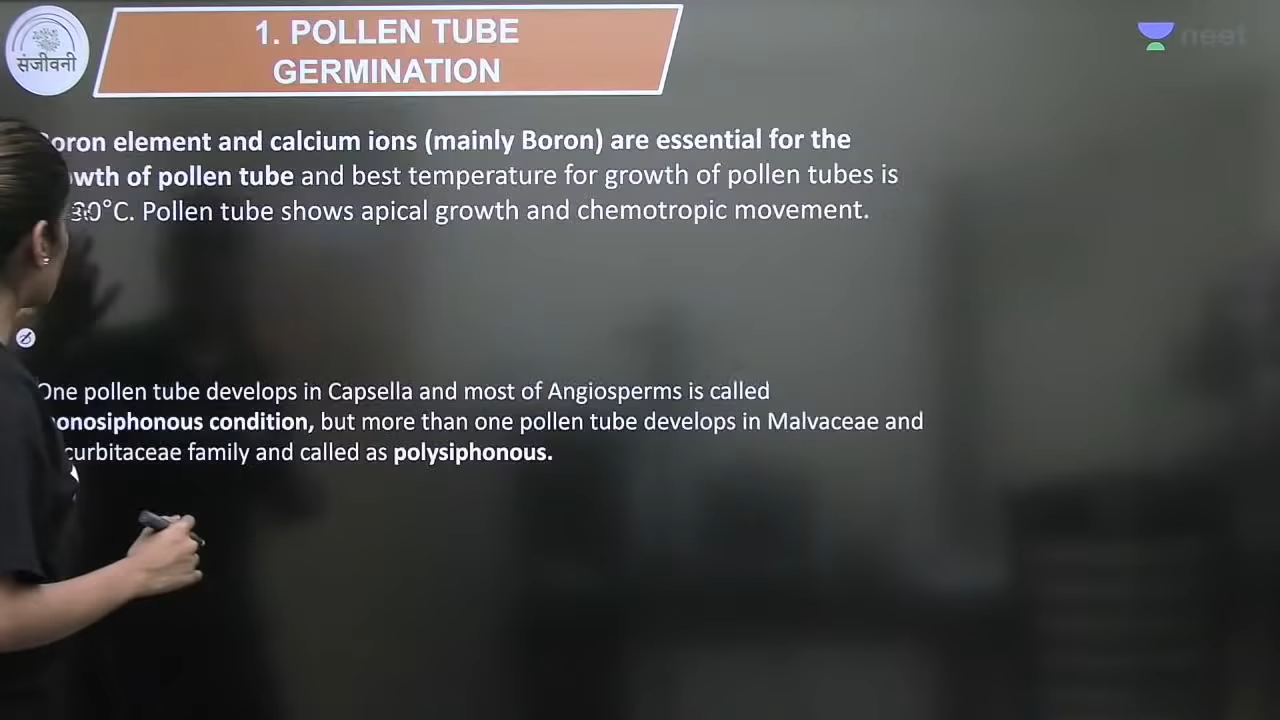 संजीवनी
1. POLLEN TUBE
GERMINATION
neet
oron element and calcium ions (mainly Boron) are essential for the
owth of pollen tube and best temperature for growth of pollen tubes is
30°C. Pollen tube shows apical growth and chemotropic movement.
One pollen tube develops in Capsella and most of Angiosperms is called
onosiphonous condition, but more than one pollen tube develops in Malvaceae and
curbitaceae family and called as polysiphonous.